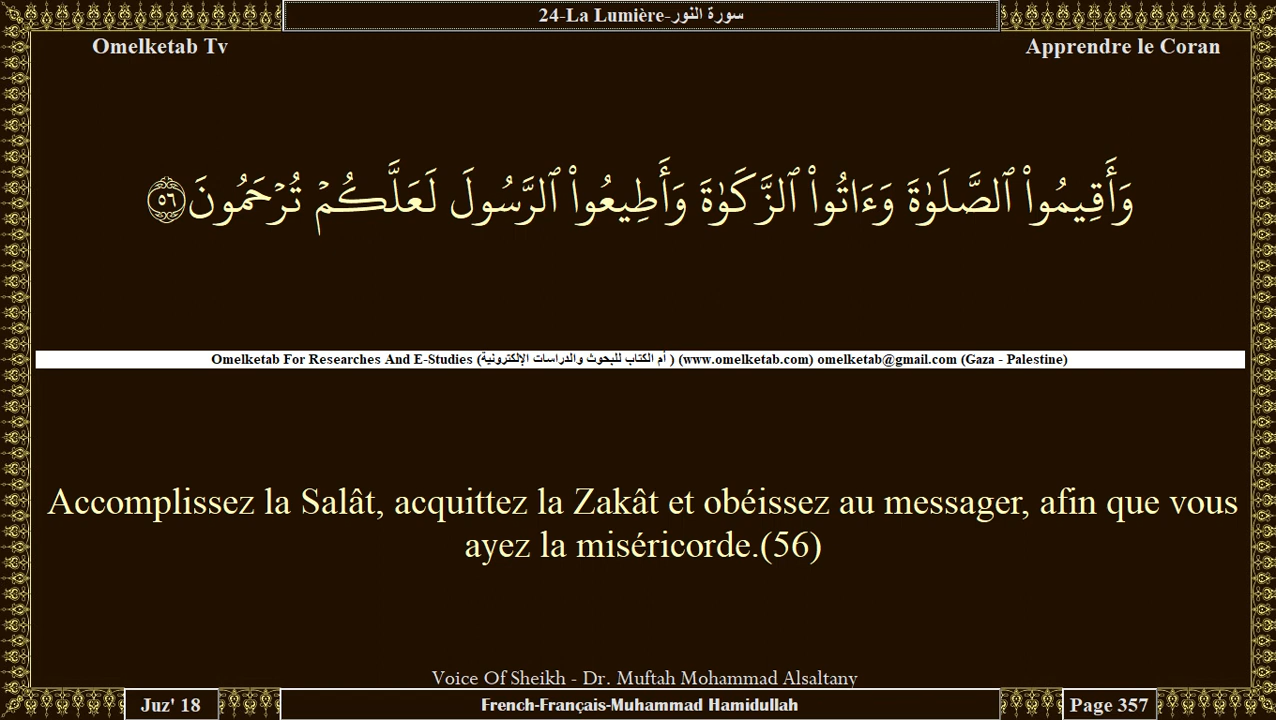 24-La Lumière-سورة النور
Omelketab Tv
Apprendre le Coran
وَأَقِيمُوا۟ ٱلصَّلَوٰةَ وَءَاتُوا۟ ٱلزَّكَوٰةَ وَأَطِيعُوا۟ ٱلرَّسُولَ لَعَلَّكُمْ تُرْحَمُونَ ٥٦
Omelketab For Researches And E-Studies (أم الكتاب للبحوث والدراسات الإلكترونية ) (www.omelketab.com) omelketab@gmail.com (Gaza - Palestine)
Accomplissez la Salât, acquittez la Zakât et obéissez au messager, afin que vous
ayez la miséricorde.(56)
Voice Of Sheikh - Dr. Muftah Mohammad Alsaltany
Juz' 18
French-Français-Muhammad Hamidullah
Page 357